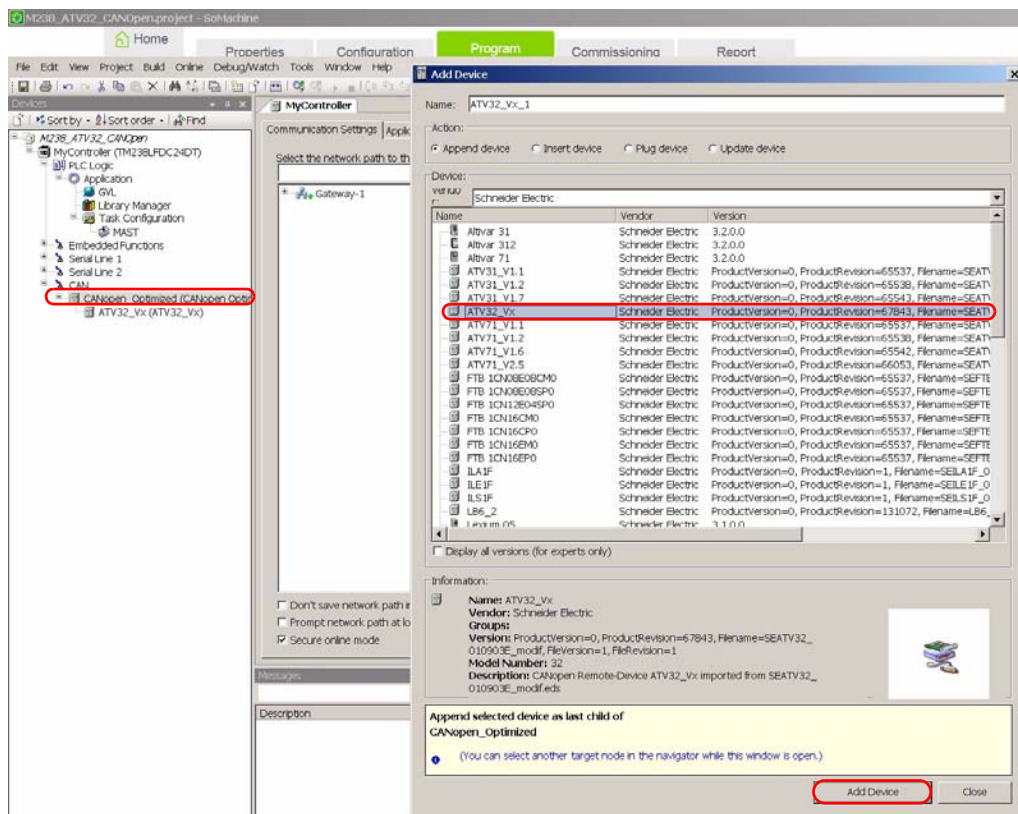 M238_ATV32_CANOpen.project - SoMachine
Home
Properties Configuration Program Commissioning Report
File Edit View Project Build Online Debug/Watch Tools Window Help
Devices
Sort by Sort order Find
M238_ATV32_CANOpen
MyController (TM238LFDC24DT)
PLC Logic
Application
GVL
Library Manager
Task Configuration
MAST
Embedded Functions
Serial Line 1
Serial Line 2
CAN
CANopen_Optimized (CANopen Opti
ATV32_Vx (ATV32_Vx)
MyController
Communication Settings Applic
Select the network path to th
Gateway-1
Don't save network path i
Prompt network path at lo
Secure online mode
Messages
Description
Add Device
Name: ATV32_Vx_1
Action:
Append device Insert device Plug device Update device
Device:
Schneider Electric
Name Vendor Version
Altivar 31 Schneider Electric 3.2.0.0
Altivar 312 Schneider Electric 3.2.0.0
Altivar 71 Schneider Electric 3.2.0.0
ATV31_V1.1 Schneider Electric ProductVersion=0, ProductRevision=65537, Filename=SEATV
ATV31_V1.2 Schneider Electric ProductVersion=0, ProductRevision=65538, Filename=SEATV
ATV31_V1.7 Schneider Electric ProductVersion=0, ProductRevision=65543, Filename=SEATV
ATV32_Vx Schneider Electric ProductVersion=0, ProductRevision=67843, Filename=SEATV
ATV71_V1.1 Schneider Electric ProductVersion=0, ProductRevision=65537, Filename=SEATV
ATV71_V1.2 Schneider Electric ProductVersion=0, ProductRevision=65538, Filename=SEATV
ATV71_V1.6 Schneider Electric ProductVersion=0, ProductRevision=65542, Filename=SEATV
ATV71_V2.5 Schneider Electric ProductVersion=0, ProductRevision=66053, Filename=SEATV
FTB 1CN08E08CM0 Schneider Electric ProductVersion=0, ProductRevision=65537, Filename=SEFTE
FTB 1CN08E08SP0 Schneider Electric ProductVersion=0, ProductRevision=65537, Filename=SEFTE
FTB 1CN12E04SP0 Schneider Electric ProductVersion=0, ProductRevision=65537, Filename=SEFTE
FTB 1CN16CM0 Schneider Electric ProductVersion=0, ProductRevision=65537, Filename=SEFTE
FTB 1CN16CP0 Schneider Electric ProductVersion=0, ProductRevision=65537, Filename=SEFTE
FTB 1CN16EM0 Schneider Electric ProductVersion=0, ProductRevision=65537, Filename=SEFTE
FTB 1CN16EP0 Schneider Electric ProductVersion=0, ProductRevision=65537, Filename=SEFTE
ILA1F Schneider Electric ProductVersion=0, ProductRevision=1, Filename=SEILA1F_0
ILE1F Schneider Electric ProductVersion=0, ProductRevision=1, Filename=SEILE1F_0
ILS1F Schneider Electric ProductVersion=0, ProductRevision=1, Filename=SEILS1F_0
LB6_2 Schneider Electric ProductVersion=0, ProductRevision=131072, Filename=LB6_
Lexium 05 Schneider Electric 3.1.0.0
Display all versions (for experts only)
Information:
Name: ATV32_Vx
Vendor: Schneider Electric
Groups:
Version: ProductVersion=0, ProductRevision=67843, Filename=SEATV32_
010903E_modif, FileVersion=1, FileRevision=1
Model Number: 32
Description: CANopen Remote-Device ATV32_Vx imported from SEATV32_
010903E_modif.eds
Append selected device as last child of
CANopen_Optimized
(You can select another target node in the navigator while this window is open.)
Add Device Close